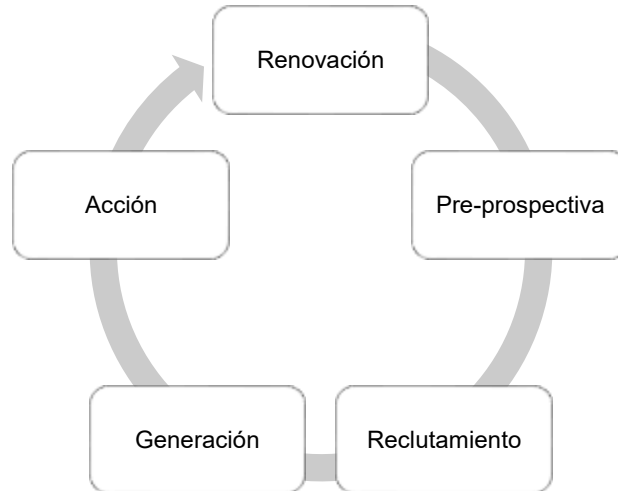 Renovación
Pre-prospectiva
Reclutamiento
Generación
Acción